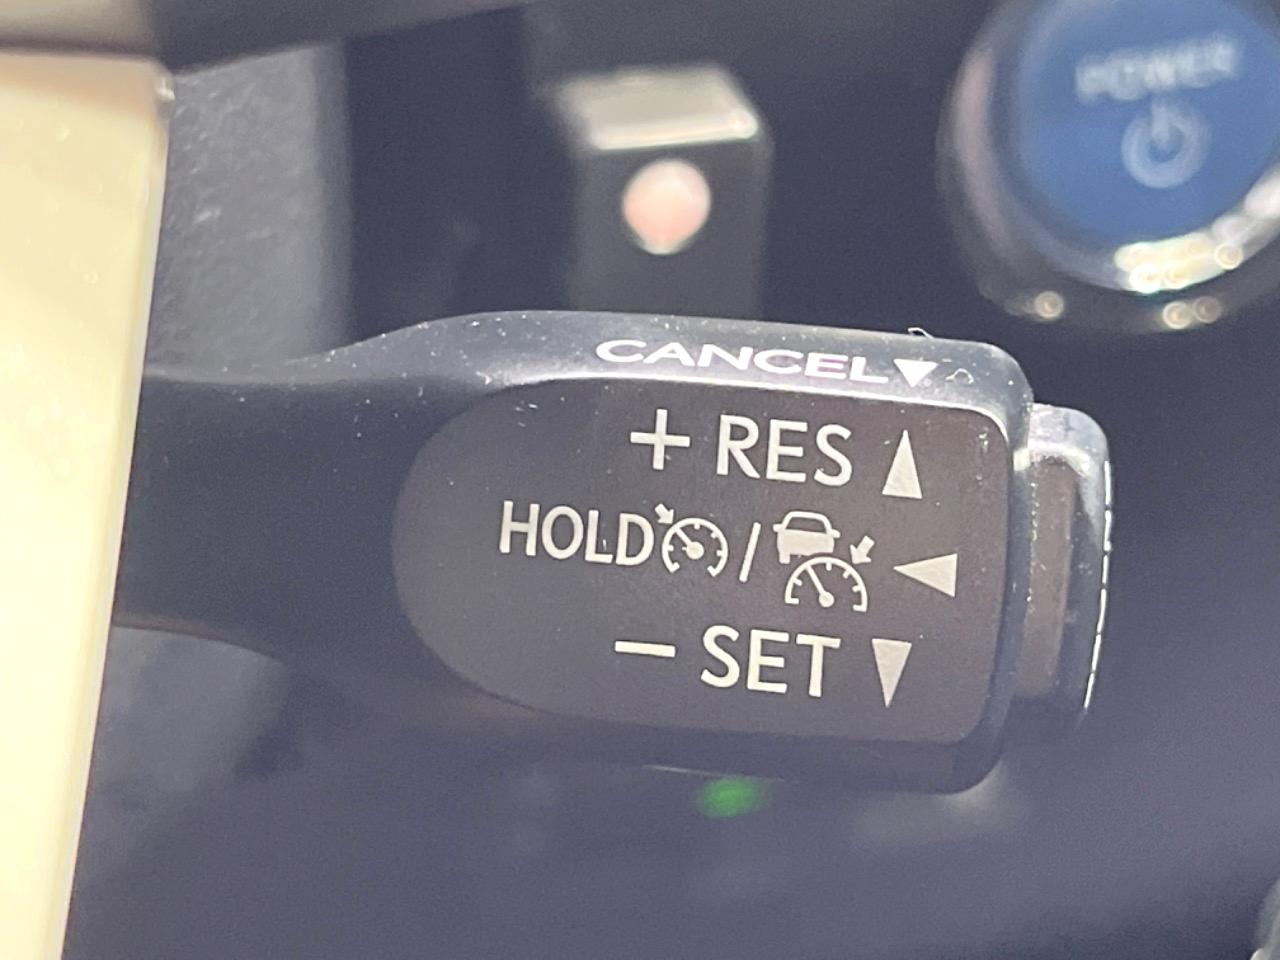 POWER
CANCEL▼
+ RES ▲
HOLD / ◀
− SET ▼